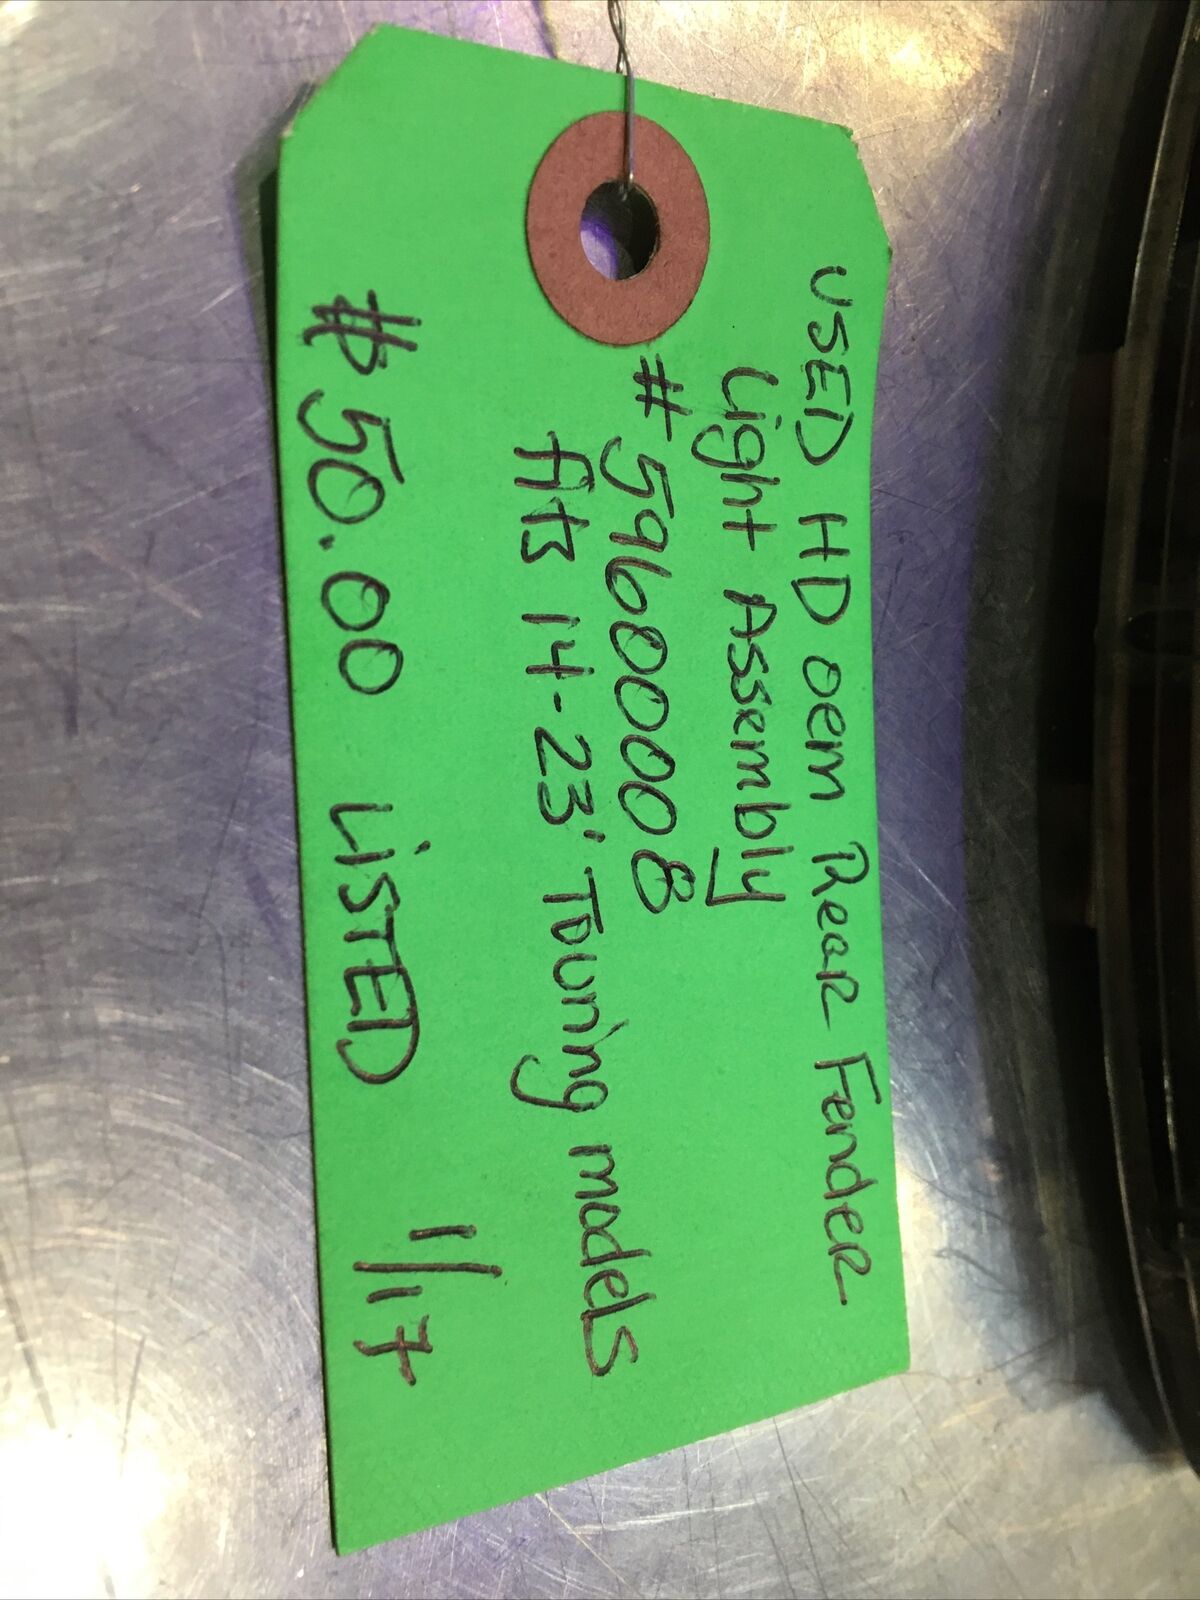 USED HD oem Rear Fender
Light Assembly
# 59600008
fits 14-23' Touring models
$50.00 LISTED 1/17